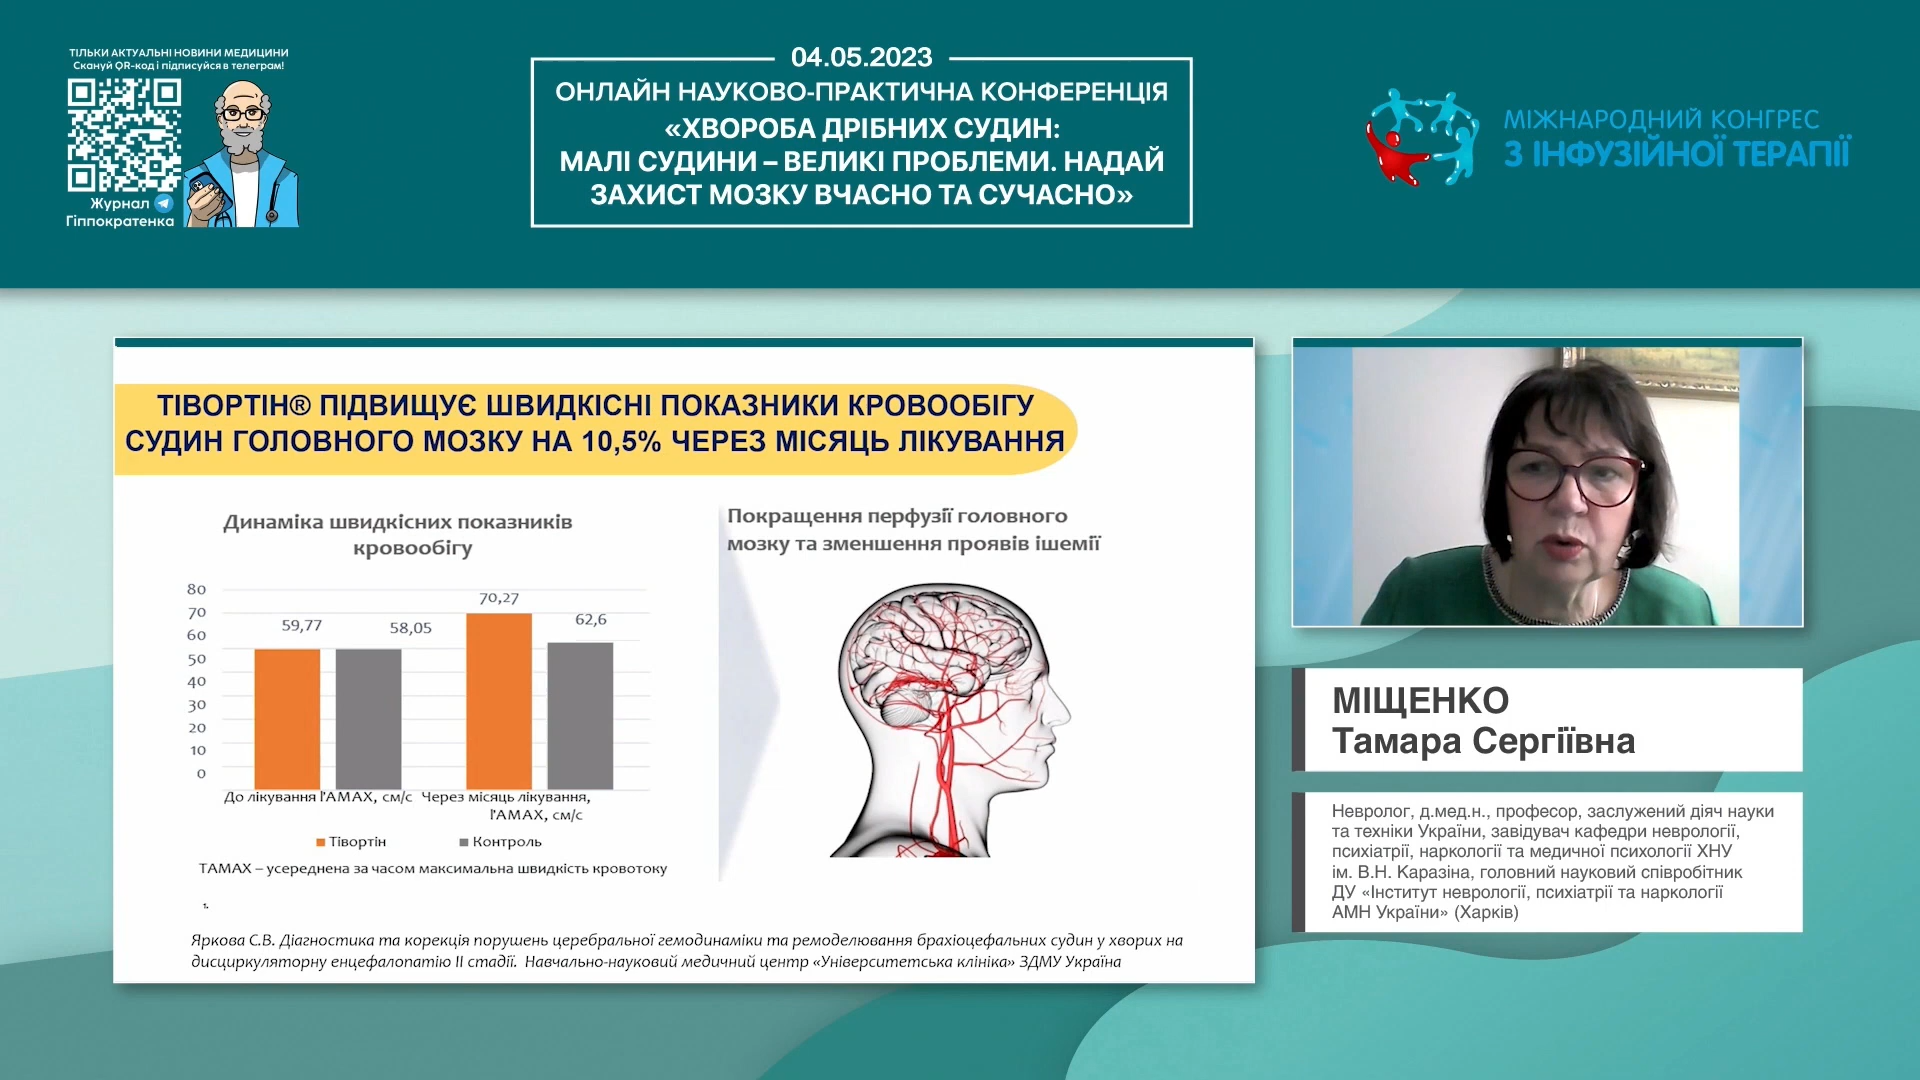 ТІЛЬКИ АКТУАЛЬНІ НОВИНИ МЕДИЦИНИ
Скануй QR-код і підписуйся в телеграм!
Журнал
Гіппократенка
04.05.2023
ОНЛАЙН НАУКОВО-ПРАКТИЧНА КОНФЕРЕНЦІЯ
«ХВОРОБА ДРІБНИХ СУДИН:
МАЛІ СУДИНИ – ВЕЛИКІ ПРОБЛЕМИ. НАДАЙ
ЗАХИСТ МОЗКУ ВЧАСНО ТА СУЧАСНО»
МІЖНАРОДНИЙ КОНГРЕС
З ІНФУЗІЙНОЇ ТЕРАПІЇ
ТІВОРТІН® ПІДВИЩУЄ ШВИДКІСНІ ПОКАЗНИКИ КРОВООБІГУ
СУДИН ГОЛОВНОГО МОЗКУ НА 10,5% ЧЕРЕЗ МІСЯЦЬ ЛІКУВАННЯ
Динаміка швидкісних показників
кровообігу
80
70
60
50
40
30
20
10
0
59,77
58,05
70,27
62,6
До лікування ГАМАХ, см/с
Через місяць лікування,
ГАМАХ, см/с
Тівортін
Контроль
ТАМАХ – усереднена за часом максимальна швидкість кровотоку
Покращення перфузії головного
мозку та зменшення проявів ішемії
Яркова С.В. Діагностика та корекція порушень церебральної гемодинаміки та ремоделювання брахіоцефальних судин у хворих на
дисциркуляторну енцефалопатію II стадії. Навчально-науковий медичний центр «Університетська клініка» ЗДМУ Україна
МІЩЕНКО
Тамара Сергіївна
Невролог, д.мед.н., професор, заслужений діяч науки
та техніки України, завідувач кафедри неврології,
психіатрії, наркології та медичної психології ХНУ
ім. В.Н. Каразіна, головний науковий співробітник
ДУ «Інститут неврології, психіатрії та наркології
АМН України» (Харків)